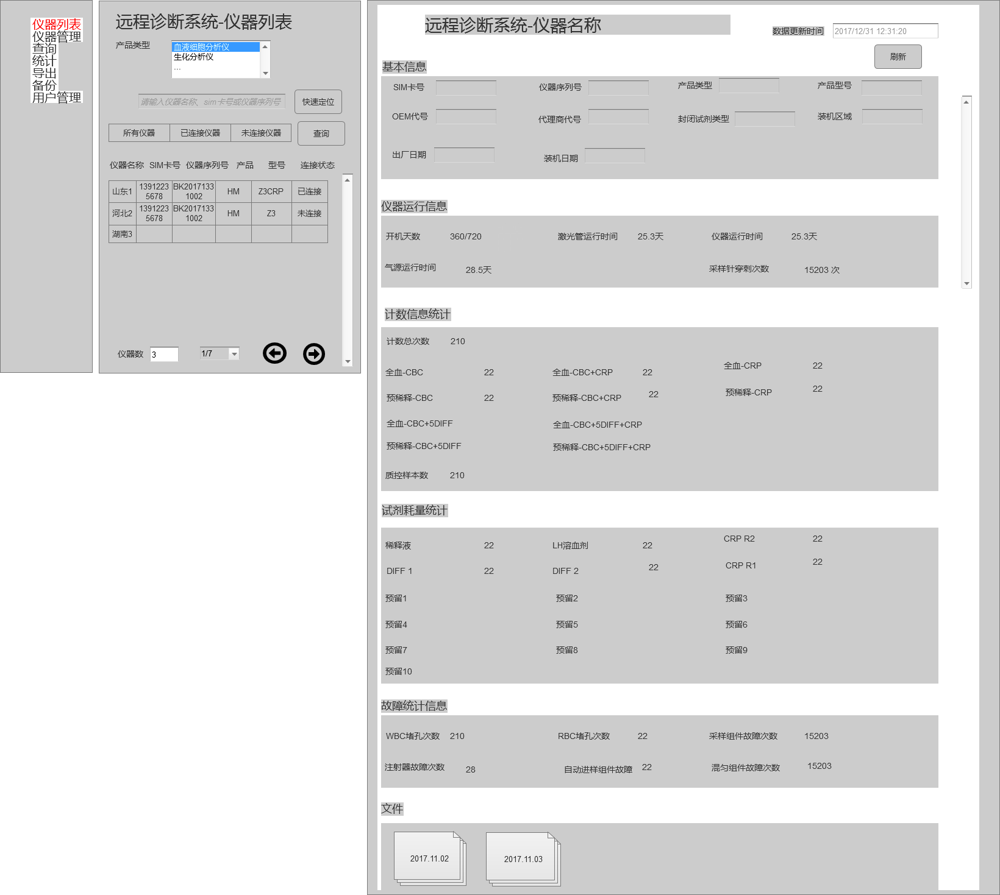 仪器列表
仪器管理
查询
统计
导出
备份
用户管理
远程诊断系统-仪器列表
产品类型
血液细胞分析仪
生化分析仪
...
请输入仪器名称、sim卡号或仪器序列号
快速定位
所有仪器 已连接仪器 未连接仪器 查询
仪器名称 SIM卡号 仪器序列号 产品 型号 连接状态
山东1 13912235678 BK20171331002 HM Z3CRP 已连接
河北2 13912235678 BK20171331002 HM Z3 未连接
湖南3
仪器数 3 1/7
远程诊断系统-仪器名称
数据更新时间 2017/12/31 12:31:20
刷新
基本信息
SIM卡号 仪器序列号 产品类型 产品型号
OEM代号 代理商代号 封闭试剂类型 装机区域
出厂日期 装机日期
仪器运行信息
开机天数 360/720 激光管运行时间 25.3天 仪器运行时间 25.3天
气源运行时间 28.5天 采样针穿刺次数 15203 次
计数信息统计
计数总次数 210
全血-CBC 22 全血-CBC+CRP 22 全血-CRP 22
预稀释-CBC 22 预稀释-CBC+CRP 22 预稀释-CRP 22
全血-CBC+5DIFF 全血-CBC+5DIFF+CRP
预稀释-CBC+5DIFF 预稀释-CBC+5DIFF+CRP
质控样本数 210
试剂耗量统计
稀释液 22 LH溶血剂 22 CRP R2 22
DIFF 1 22 DIFF 2 22 CRP R1 22
预留1 预留2 预留3
预留4 预留5 预留6
预留7 预留8 预留9
预留10
故障统计信息
WBC堵孔次数 210 RBC堵孔次数 22 采样组件故障次数 15203
注射器故障次数 28 自动进样组件故障 22 混匀组件故障次数 15203
文件
2017.11.02 2017.11.03